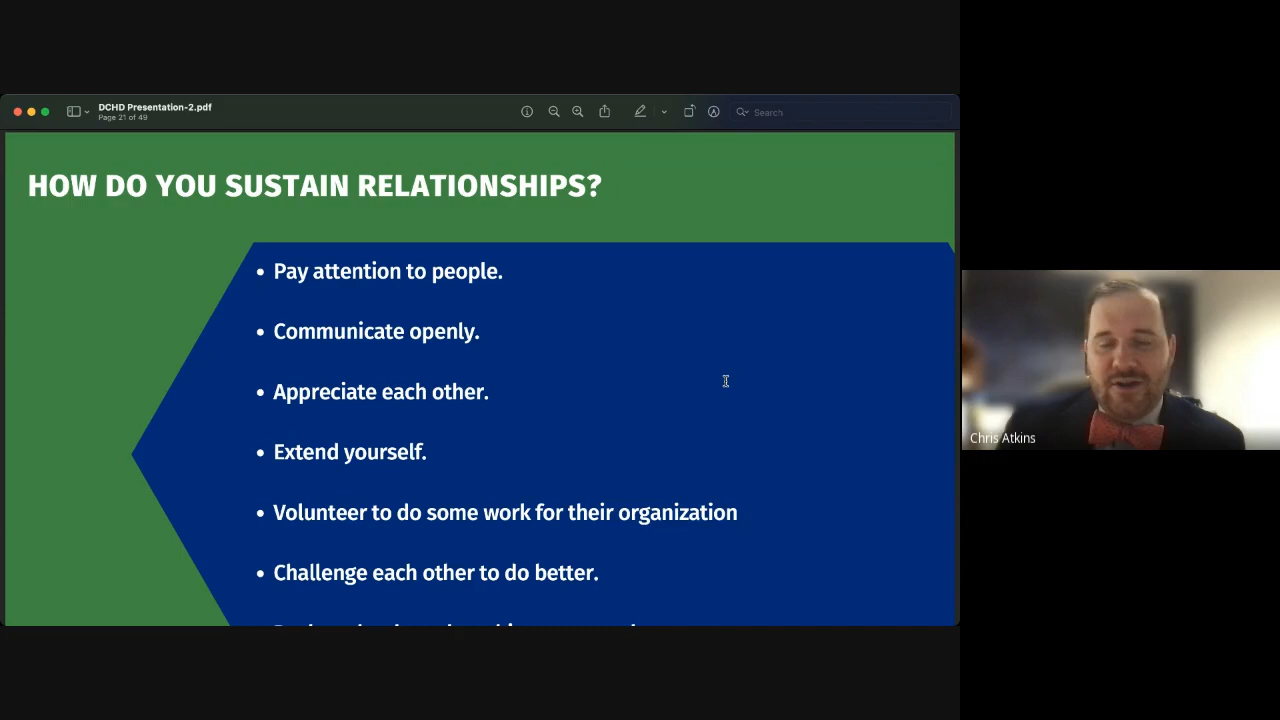 DCHD Presentation-2.pdf
Page 21 of 49
Search
HOW DO YOU SUSTAIN RELATIONSHIPS?
• Pay attention to people.
• Communicate openly.
• Appreciate each other.
• Extend yourself.
• Volunteer to do some work for their organization
• Challenge each other to do better.
Chris Atkins